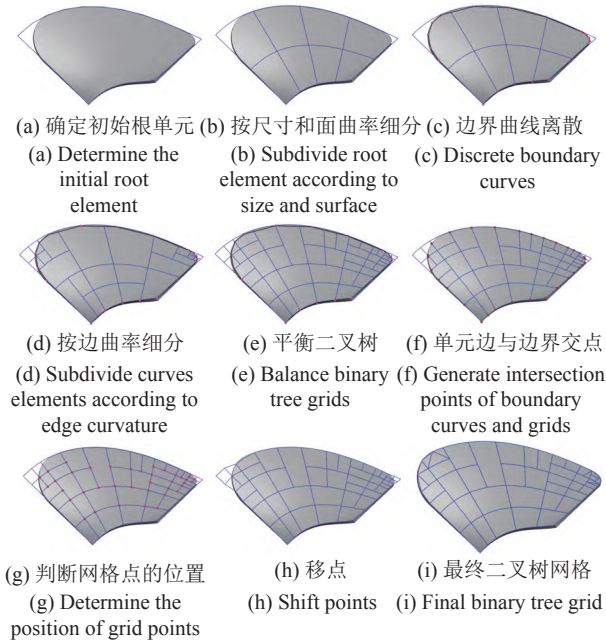 (a) 确定初始根单元 (b) 按尺寸和面曲率细分 (c) 边界曲线离散
(a) Determine the
initial root
element
(b) Subdivide root
element according to
size and surface
(c) Discrete boundary
curves
(d) 按边曲率细分
(e) 平衡二叉树
(f) 单元边与边界交点
(d) Subdivide curves
elements according to
edge curvature
(e) Balance binary
tree grids
(f) Generate intersection
points of boundary
curves and grids
(g) 判断网格点的位置
(h) 移点
(i) 最终二叉树网格
(g) Determine the
position of grid points
(h) Shift points
(i) Final binary tree grid